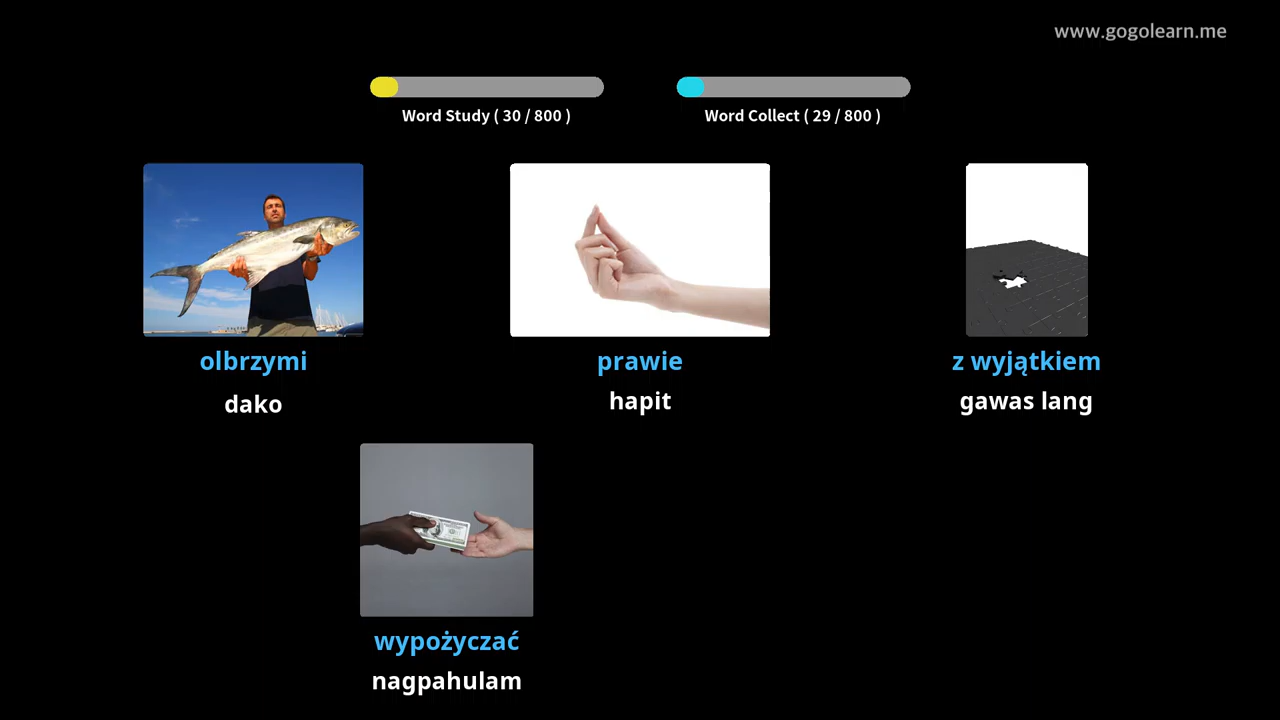 www.gogolearn.me
Word Study ( 30 / 800 )
Word Collect ( 29 / 800 )
olbrzymi
dako
prawie
hapit
z wyjątkiem
gawas lang
wypożyczać
nagpahulam